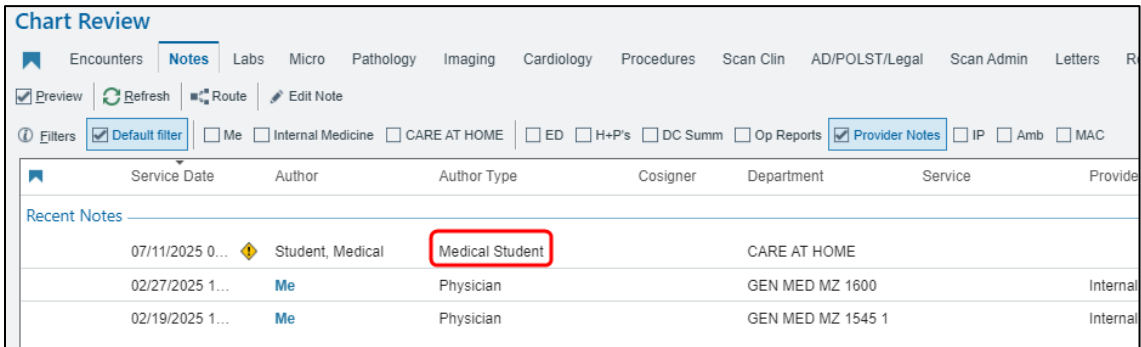 Chart Review
Encounters Notes Labs Micro Pathology Imaging Cardiology Procedures Scan Clin AD/POLST/Legal Scan Admin Letters
Preview Refresh Route Edit Note
Filters Default filter Me Internal Medicine CARE AT HOME ED H+P's DC Summ Op Reports Provider Notes IP Amb MAC
Service Date Author Author Type Cosigner Department Service Provide
Recent Notes
07/11/2025 0... Student, Medical Medical Student CARE AT HOME
02/27/2025 1... Me Physician GEN MED MZ 1600 Internal
02/19/2025 1... Me Physician GEN MED MZ 1545 1 Internal